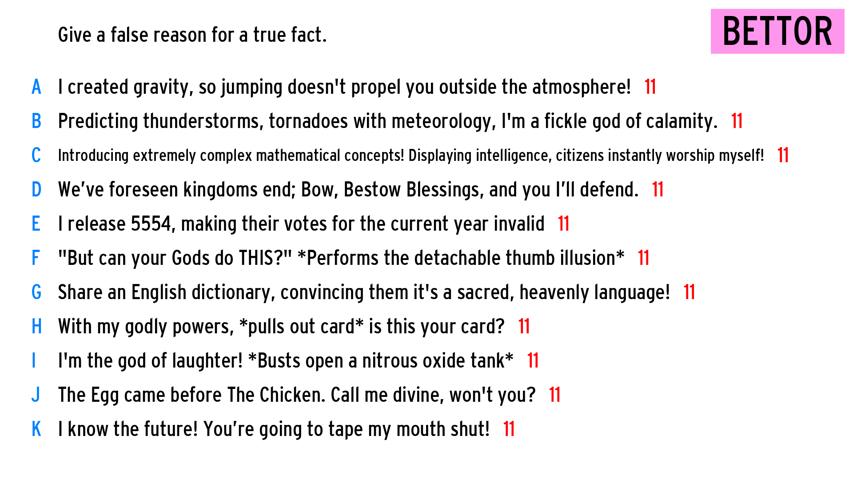 Give a false reason for a true fact.
BETTOR
A I created gravity, so jumping doesn't propel you outside the atmosphere! 11
B Predicting thunderstorms, tornadoes with meteorology, I'm a fickle god of calamity. 11
C Introducing extremely complex mathematical concepts! Displaying intelligence, citizens instantly worship myself! 11
D We've foreseen kingdoms end; Bow, Bestow Blessings, and you I'll defend. 11
E I release 5554, making their votes for the current year invalid 11
F "But can your Gods do THIS?" *Performs the detachable thumb illusion* 11
G Share an English dictionary, convincing them it's a sacred, heavenly language! 11
H With my godly powers, *pulls out card* is this your card? 11
I I'm the god of laughter! *Busts open a nitrous oxide tank* 11
J The Egg came before The Chicken. Call me divine, won't you? 11
K I know the future! You're going to tape my mouth shut! 11